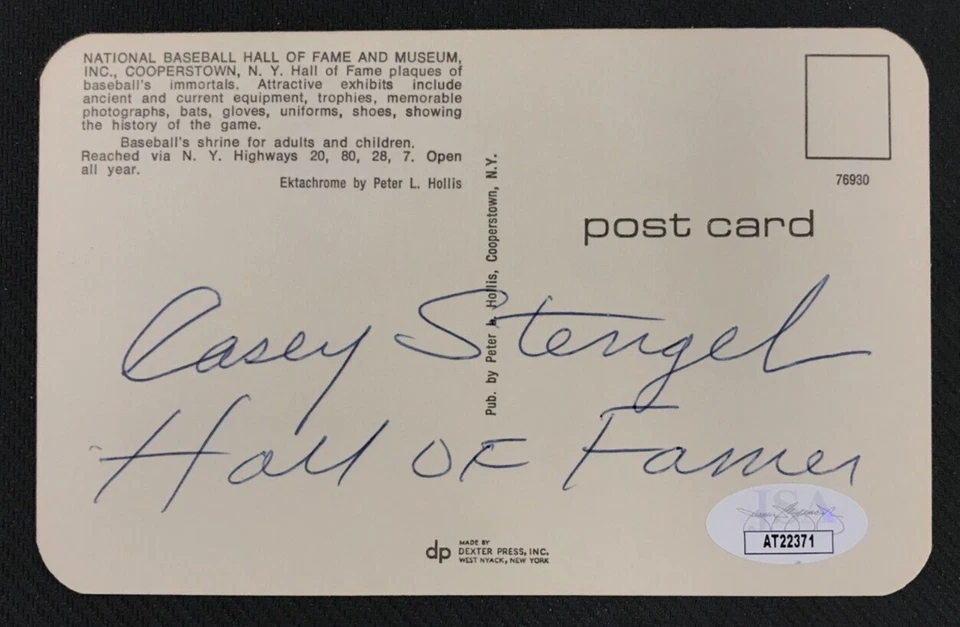 NATIONAL BASEBALL HALL OF FAME AND MUSEUM,
INC., COOPERSTOWN, N. Y. Hall of Fame plaques of
baseball's immortals. Attractive exhibits include
ancient and current equipment, trophies, memorable
photographs, bats, gloves, uniforms, shoes, showing
the history of the game.
Baseball's shrine for adults and children.
Reached via N. Y. Highways 20, 80, 28, 7. Open
all year.
Ektachrome by Peter L. Hollis
Pub. by Peter L. Hollis, Cooperstown, N.Y.
76930
post card
Casey Stengel
Hall OF Famer
JSA
AT22371
dp
MADE BY
DEXTER PRESS, INC.
WEST NYACK, NEW YORK